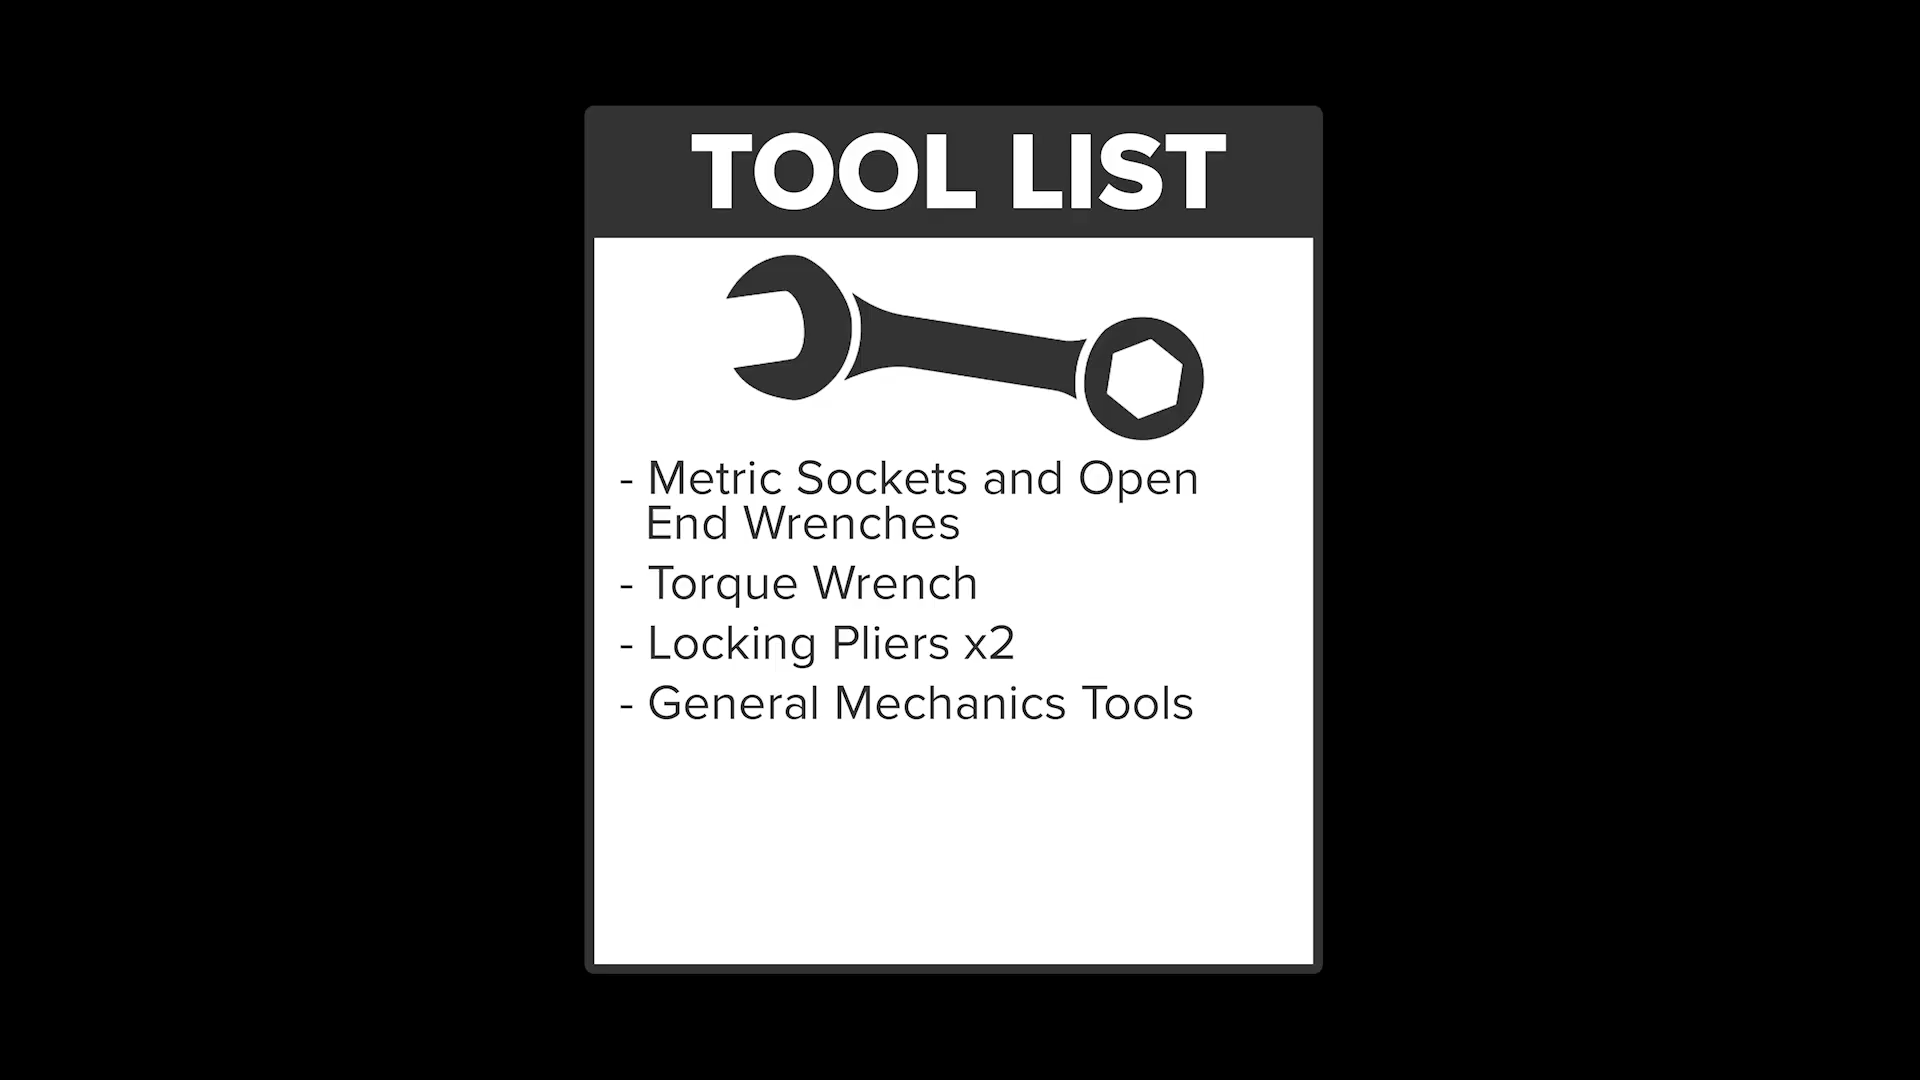 TOOL LIST
- Metric Sockets and Open
End Wrenches
- Torque Wrench
- Locking Pliers x2
- General Mechanics Tools